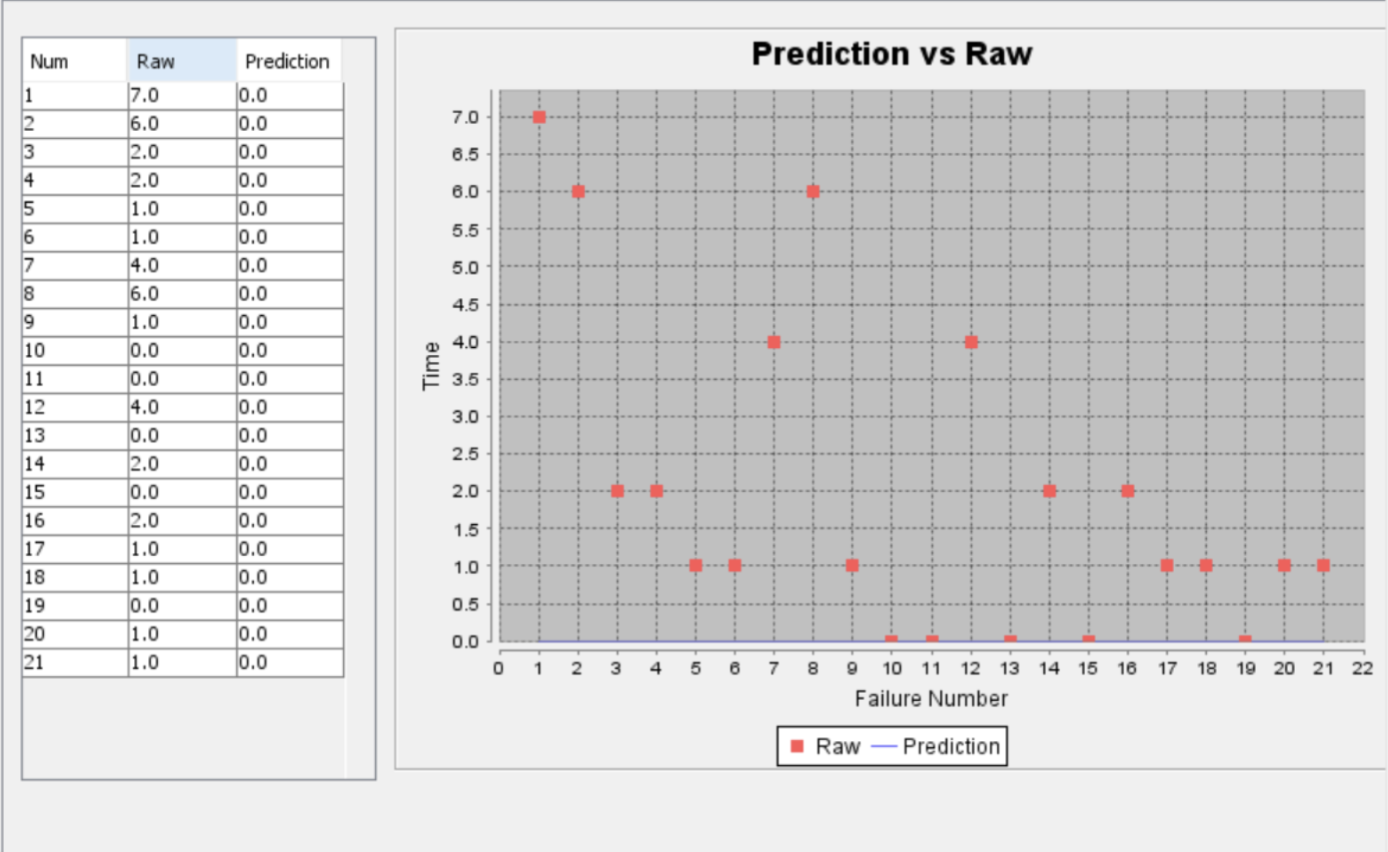 Num Raw Prediction
1 7.0 0.0
2 6.0 0.0
3 2.0 0.0
4 2.0 0.0
5 1.0 0.0
6 1.0 0.0
7 4.0 0.0
8 6.0 0.0
9 1.0 0.0
10 0.0 0.0
11 0.0 0.0
12 4.0 0.0
13 0.0 0.0
14 2.0 0.0
15 0.0 0.0
16 2.0 0.0
17 1.0 0.0
18 1.0 0.0
19 0.0 0.0
20 1.0 0.0
21 1.0 0.0
Prediction vs Raw
7.0
6.5
6.0
5.5
5.0
4.5
4.0
3.5
3.0
2.5
2.0
1.5
1.0
0.5
0.0
Time
0 1 2 3 4 5 6 7 8 9 10 11 12 13 14 15 16 17 18 19 20 21 22
Failure Number
Raw Prediction